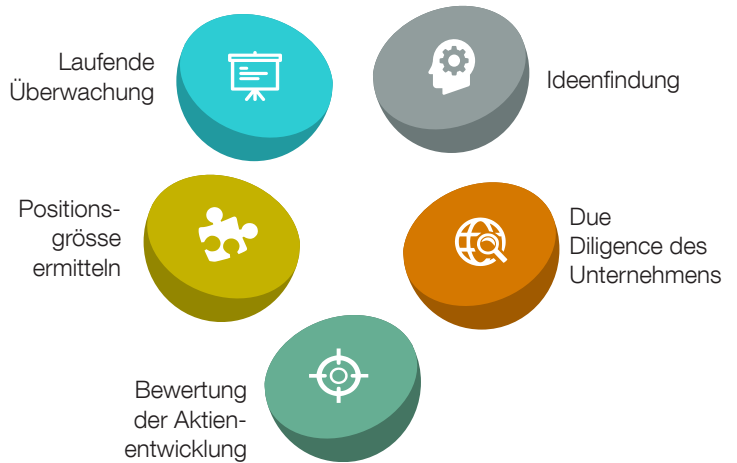 Laufende
Überwachung
Ideenfindung
Positions-
grösse
ermitteln
Due
Diligence des
Unternehmens
Bewertung
der Aktien-
entwicklung